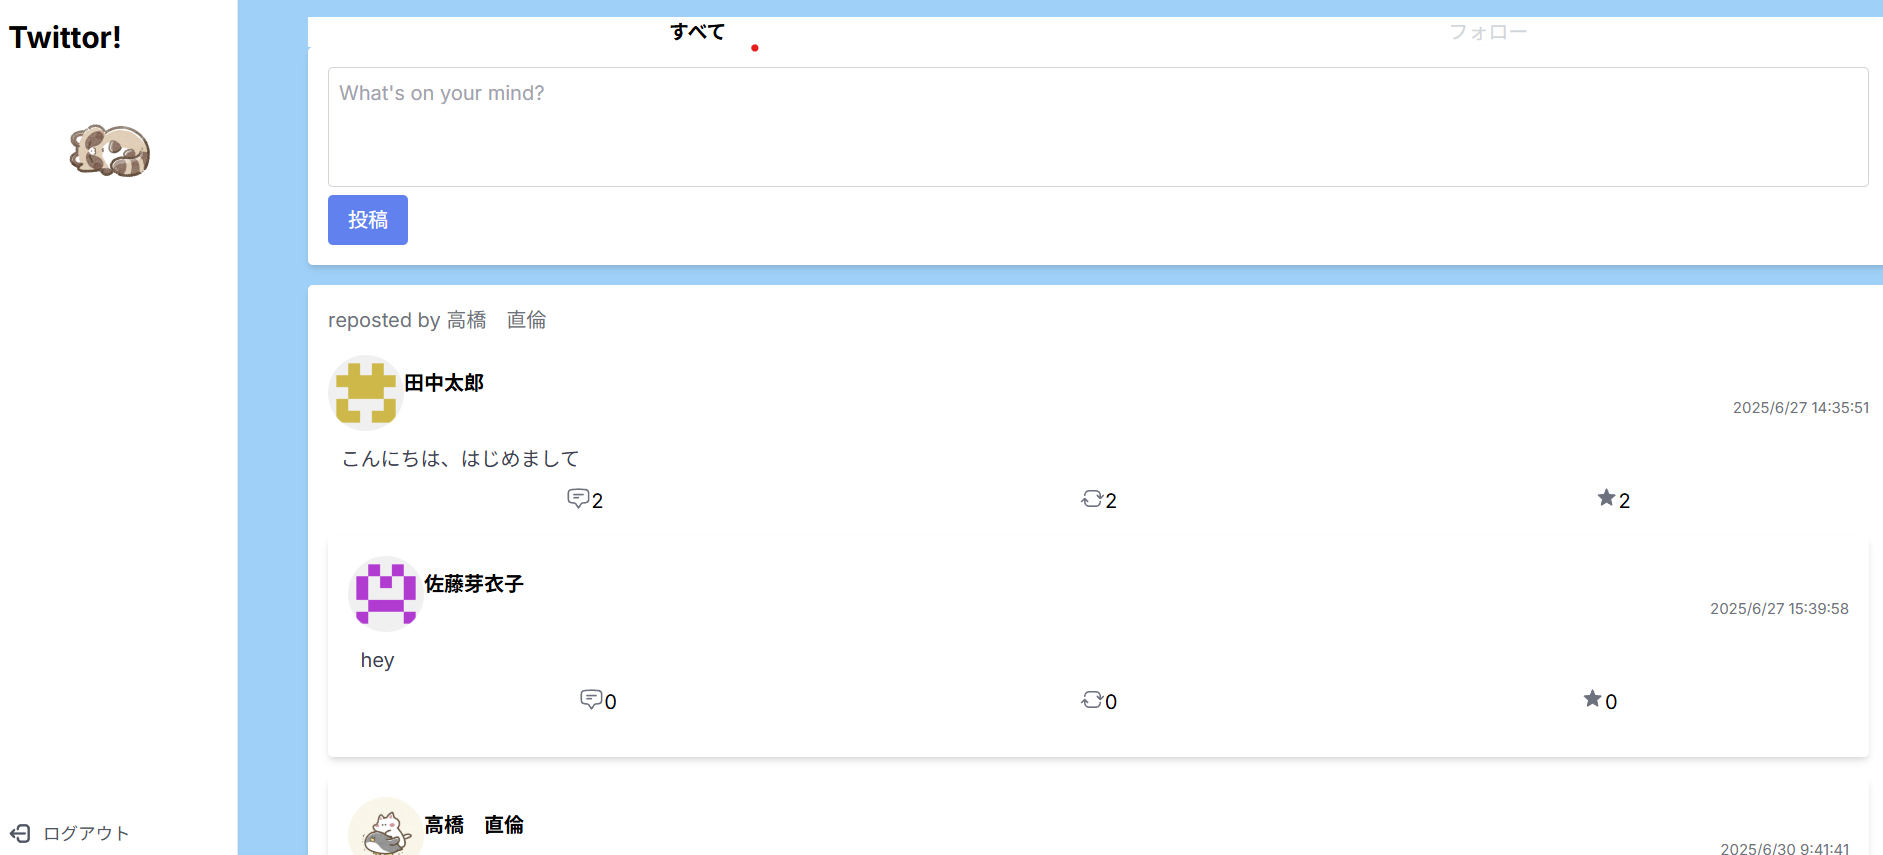 Twittor!
すべて
フォロー
What's on your mind?
投稿
reposted by 高橋　直倫
田中太郎
2025/6/27 14:35:51
こんにちは、はじめまして
2
2
2
佐藤芽衣子
2025/6/27 15:39:58
hey
0
0
0
高橋　直倫
2025/6/30 9:41:41
ログアウト